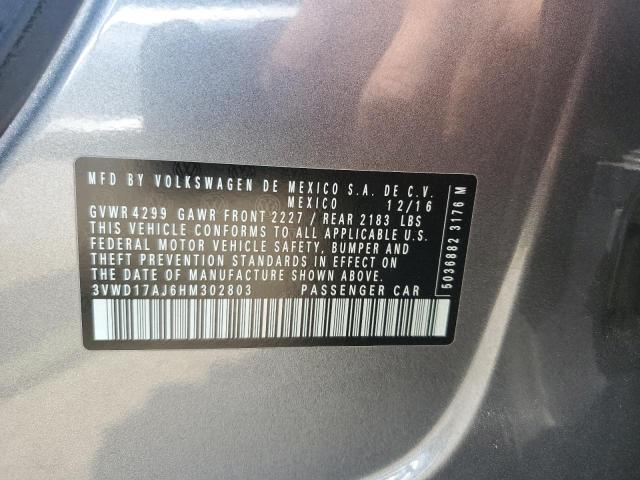 MFD BY VOLKSWAGEN DE MEXICO S.A. DE C.V.
MEXICO 12/16
GVWR 4299 GAWR FRONT 2227 / REAR 2183 LBS
THIS VEHICLE CONFORMS TO ALL APPLICABLE U.S.
FEDERAL MOTOR VEHICLE SAFETY, BUMPER AND
THEFT PREVENTION STANDARDS IN EFFECT ON
THE DATE OF MANUFACTURE SHOWN ABOVE.
3VWD17AJ6HM302803 PASSENGER CAR
5036882 3176 M